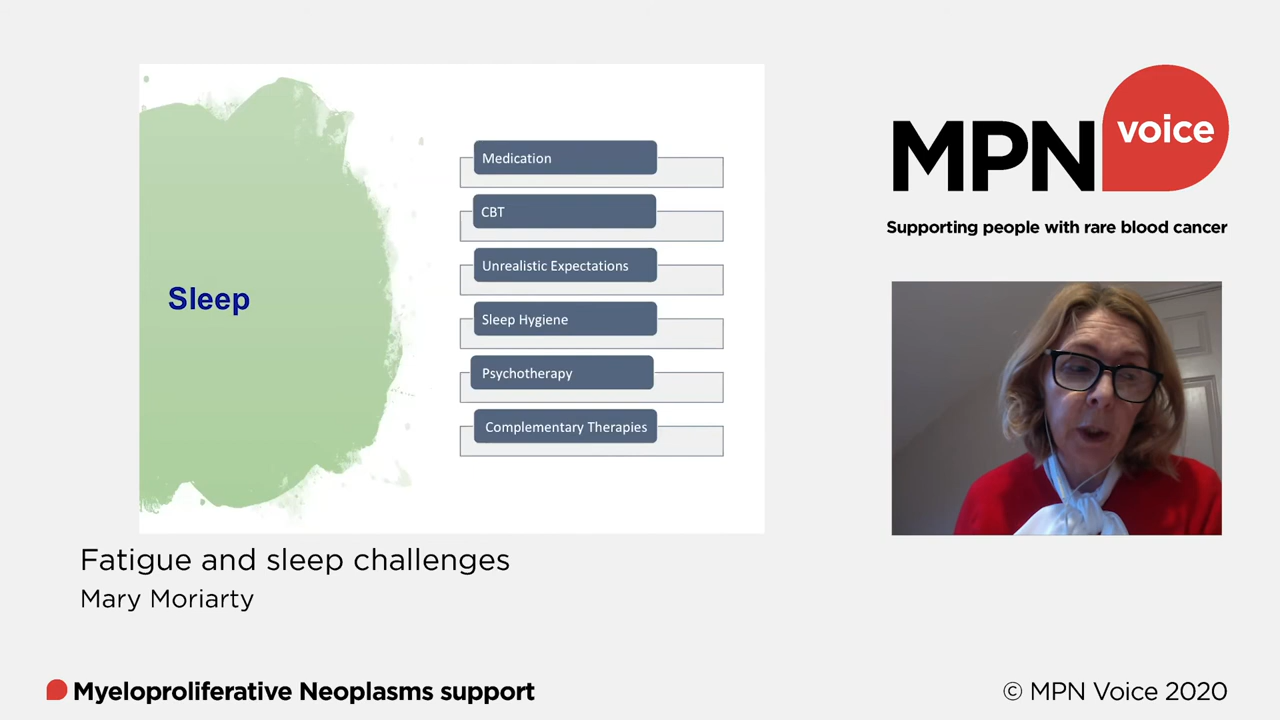 Sleep
Medication
CBT
Unrealistic Expectations
Sleep Hygiene
Psychotherapy
Complementary Therapies
MPN voice
Supporting people with rare blood cancer
Fatigue and sleep challenges
Mary Moriarty
Myeloproliferative Neoplasms support
© MPN Voice 2020